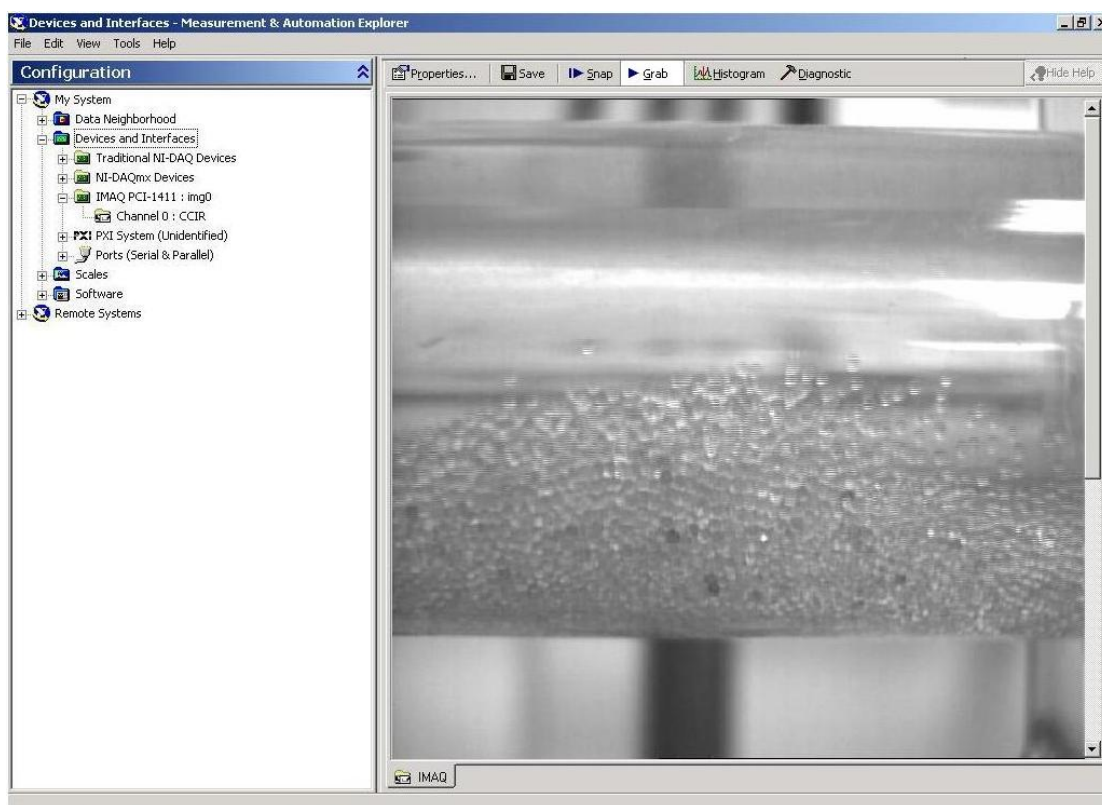 Devices and Interfaces - Measurement & Automation Explorer
File Edit View Tools Help
Configuration
Properties... Save Snap Grab Histogram Diagnostic Hide Help
My System
Data Neighborhood
Devices and Interfaces
Traditional NI-DAQ Devices
NI-DAQmx Devices
IMAQ PCI-1411 : img0
Channel 0 : CCIR
PXI PXI System (Unidentified)
Ports (Serial & Parallel)
Scales
Software
Remote Systems
IMAQ